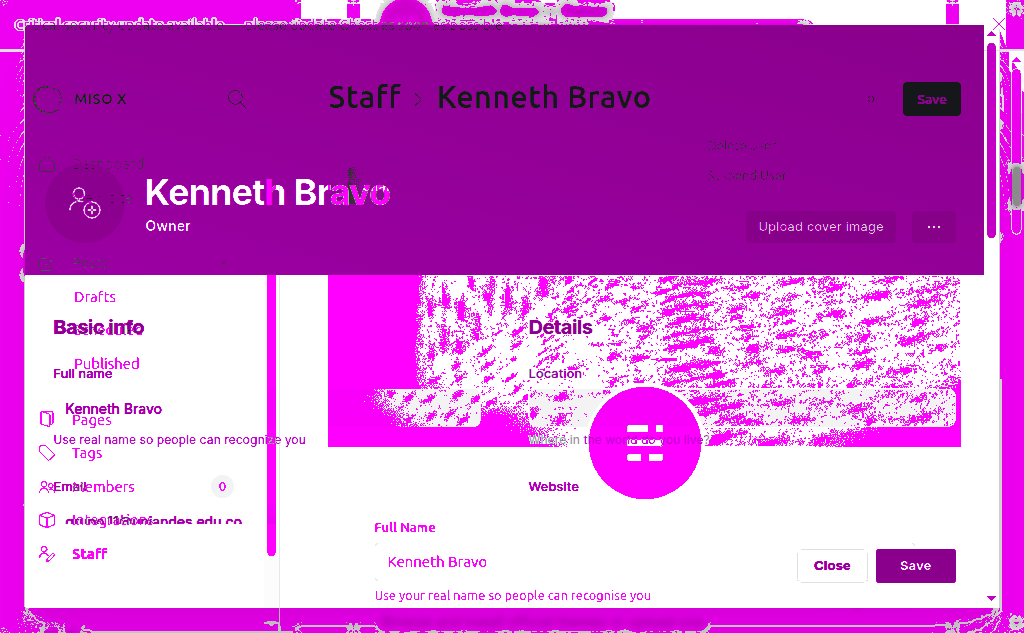 MISO X
Staff > Kenneth Bravo
Save
Kenneth Bravo
Owner
Upload cover image
...
Drafts
Basic info
Details
Published
Full name
Location
Kenneth Bravo
Pages
Use real name so people can recognize you
Where in the world do you live?
Tags
Email
Members
0
Website
Integrations
Full Name
Staff
Kenneth Bravo
Close
Save
Use your real name so people can recognise you